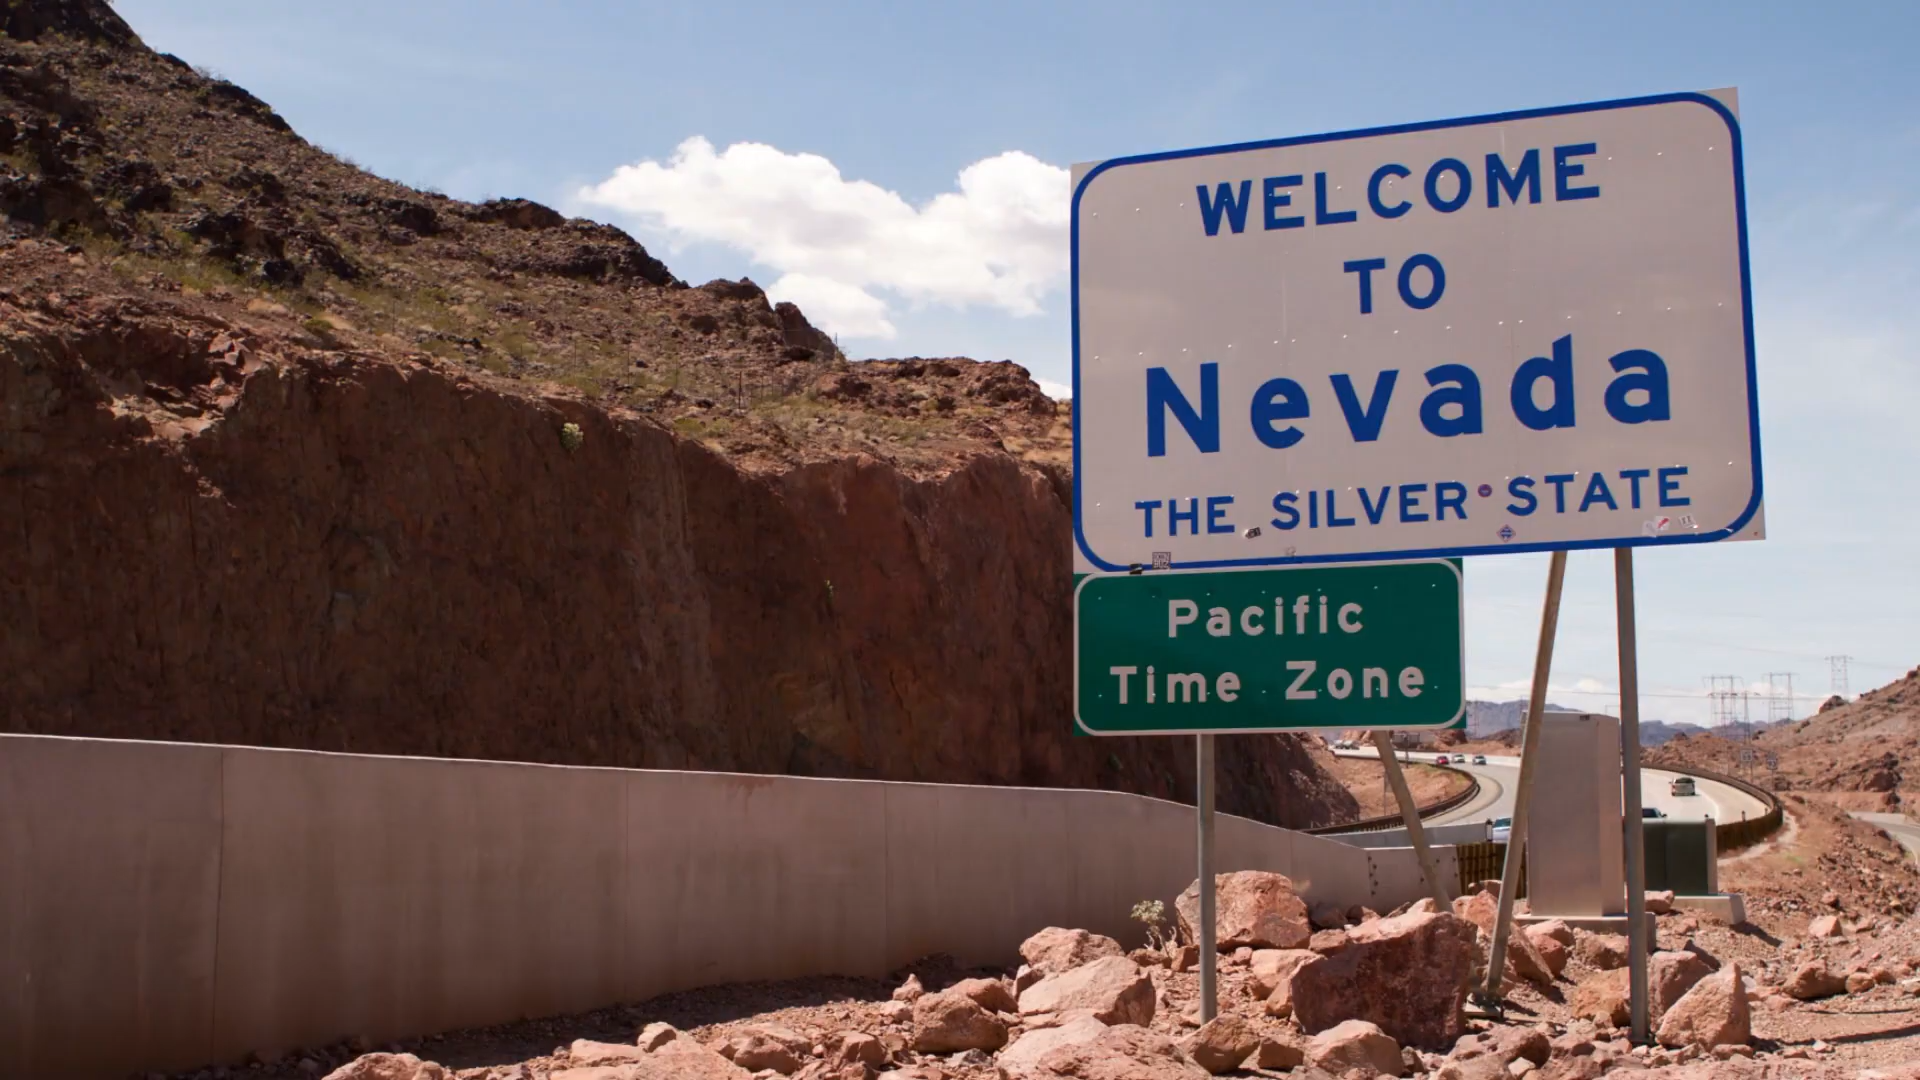 WELCOME
TO
Nevada
THE SILVER STATE
Pacific
Time Zone